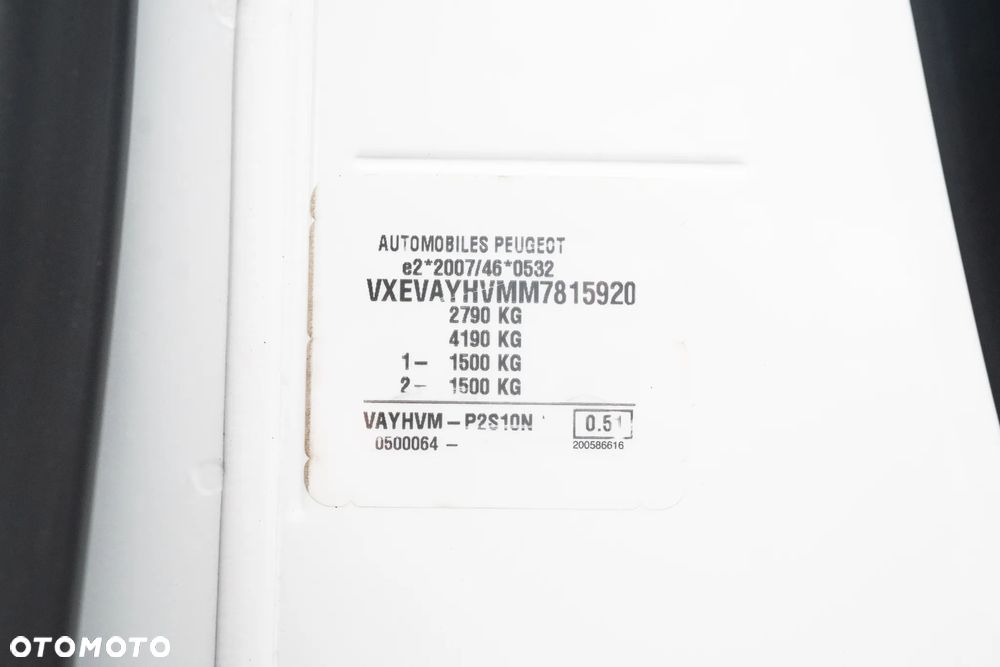 AUTOMOBILES PEUGEOT
e2*2007/46*0532
VXEVAYHVMM7815920
2790 KG
4190 KG
1- 1500 KG
2- 1500 KG
VAYHVM-P2S10N 0.51
0500064 - 200586616
OTOMOTO